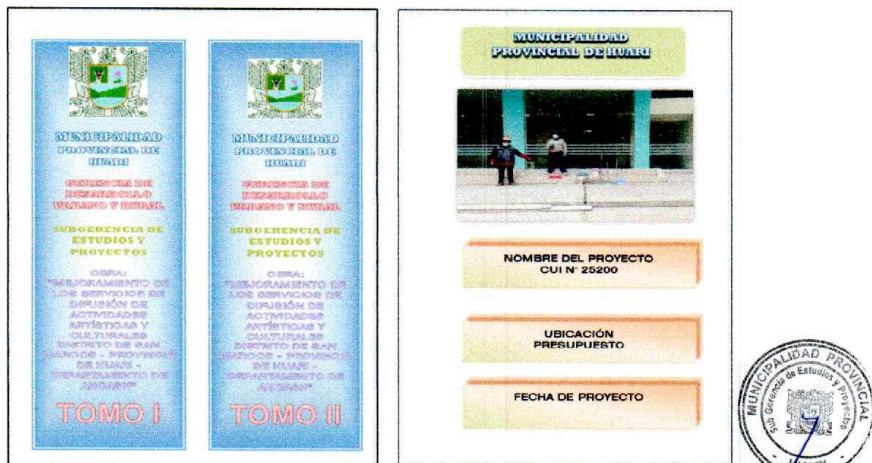 MUNICIPALIDAD
PROVINCIAL DE
HUARI
GERENCIA DE
DESARROLLO
URBANO Y RURAL
SUBGERENCIA DE
ESTUDIOS Y
PROYECTOS
OBRA:
"MEJORAMIENTO DE
LOS SERVICIOS DE
DIFUSIÓN DE
ACTIVIDADES
ARTÍSTICAS Y
CULTURALES
DISTRITO DE SAN
MARCOS - PROVINCIA
DE HUARI -
DEPARTAMENTO DE
ANCASH"
TOMO I
MUNICIPALIDAD
PROVINCIAL DE
HUARI
GERENCIA DE
DESARROLLO
URBANO Y RURAL
SUBGERENCIA DE
ESTUDIOS Y
PROYECTOS
OBRA:
"MEJORAMIENTO DE
LOS SERVICIOS DE
DIFUSIÓN DE
ACTIVIDADES
ARTÍSTICAS Y
CULTURALES
DISTRITO DE SAN
MARCOS - PROVINCIA
DE HUARI -
DEPARTAMENTO DE
ANCASH"
TOMO II
MUNICIPALIDAD
PROVINCIAL DE HUARI
NOMBRE DEL PROYECTO
CUI N° 25200
UBICACIÓN
PRESUPUESTO
FECHA DE PROYECTO
MUNICIPALIDAD PROVINCIAL
Sub Gerencia de Estudios y Proyectos